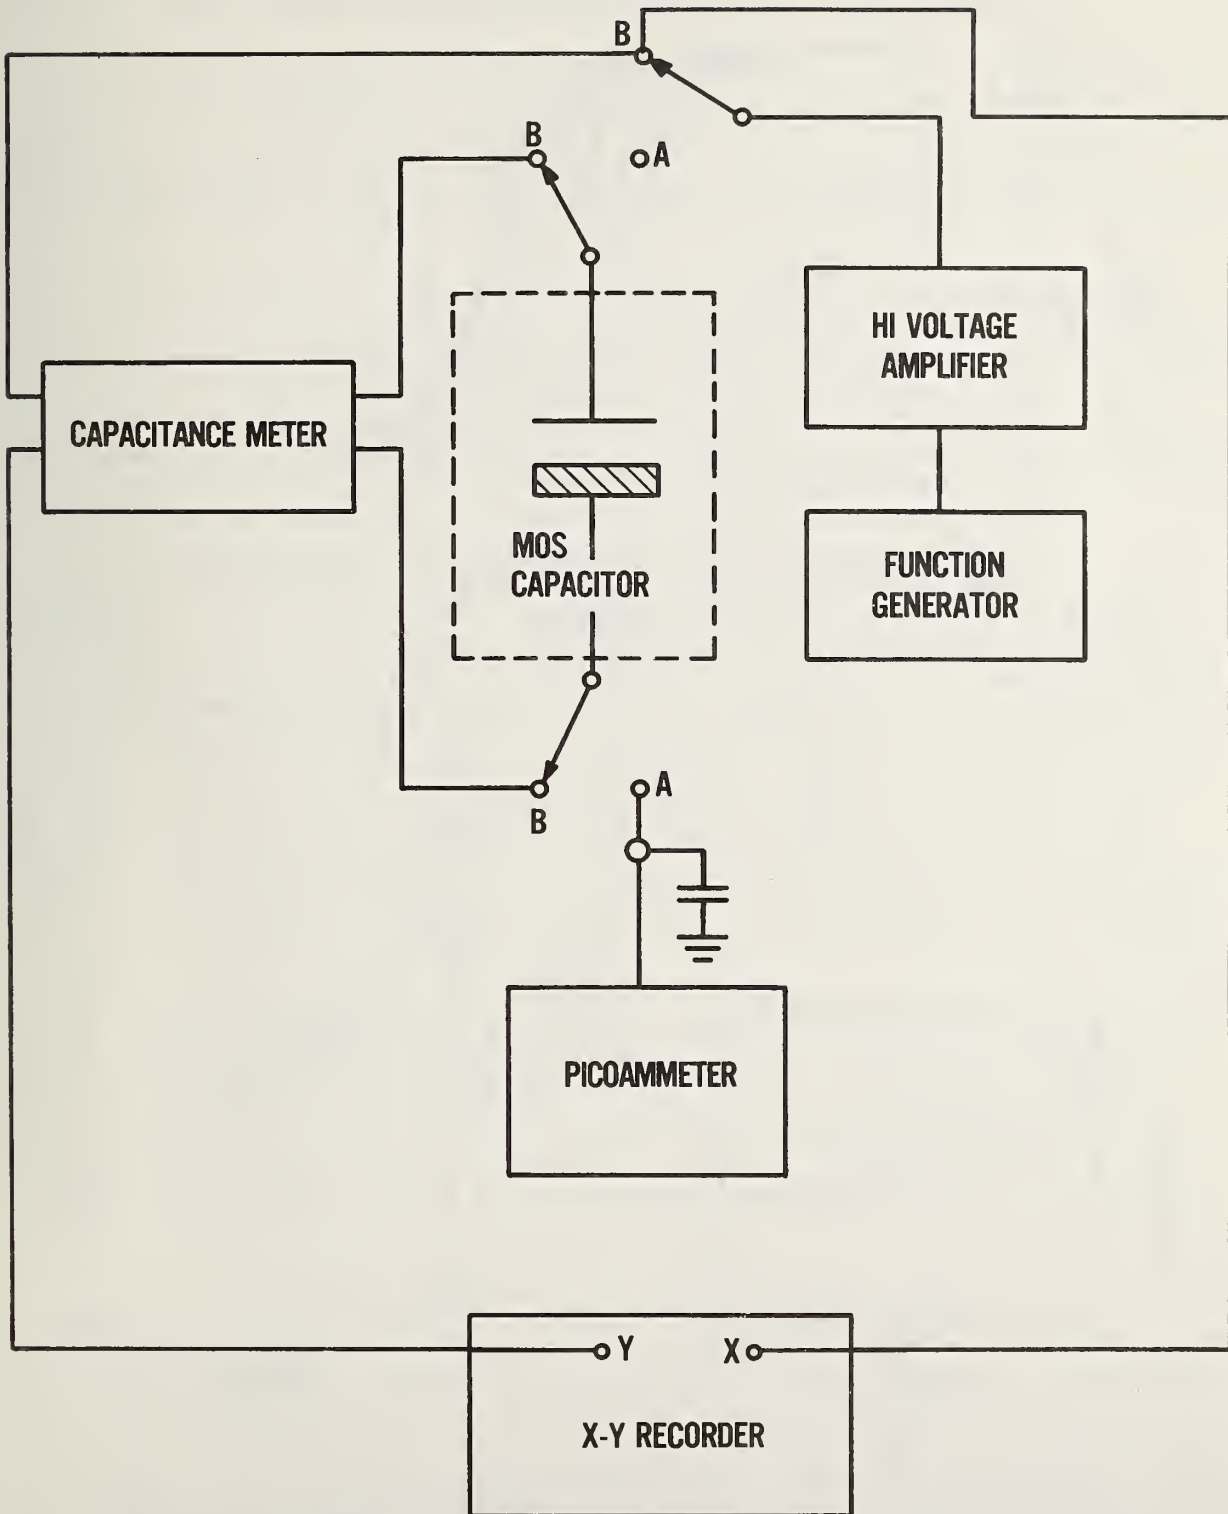 B
B
A
HI VOLTAGE
AMPLIFIER
CAPACITANCE METER
MOS
CAPACITOR
FUNCTION
GENERATOR
A
B
PICOAMMETER
Y
X
X-Y RECORDER